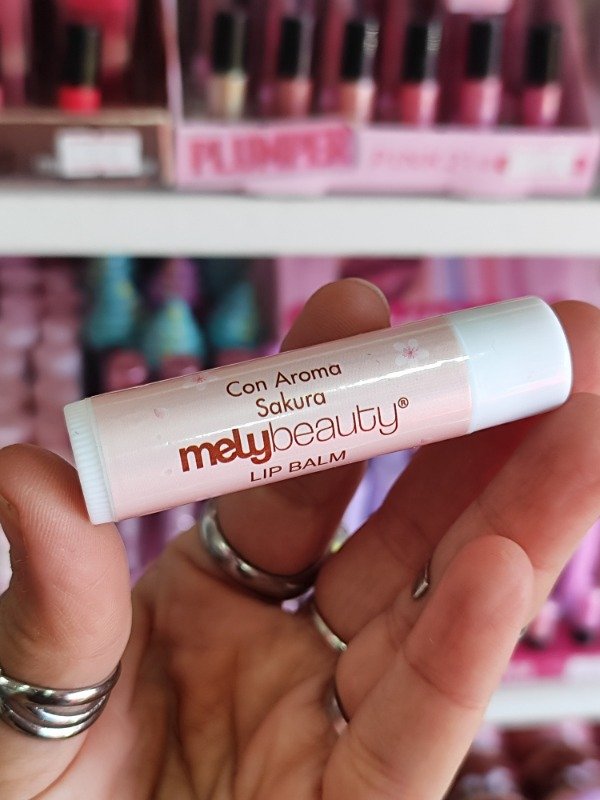 PLUMPER
Con Aroma
Sakura
melybeauty®
LIP BALM